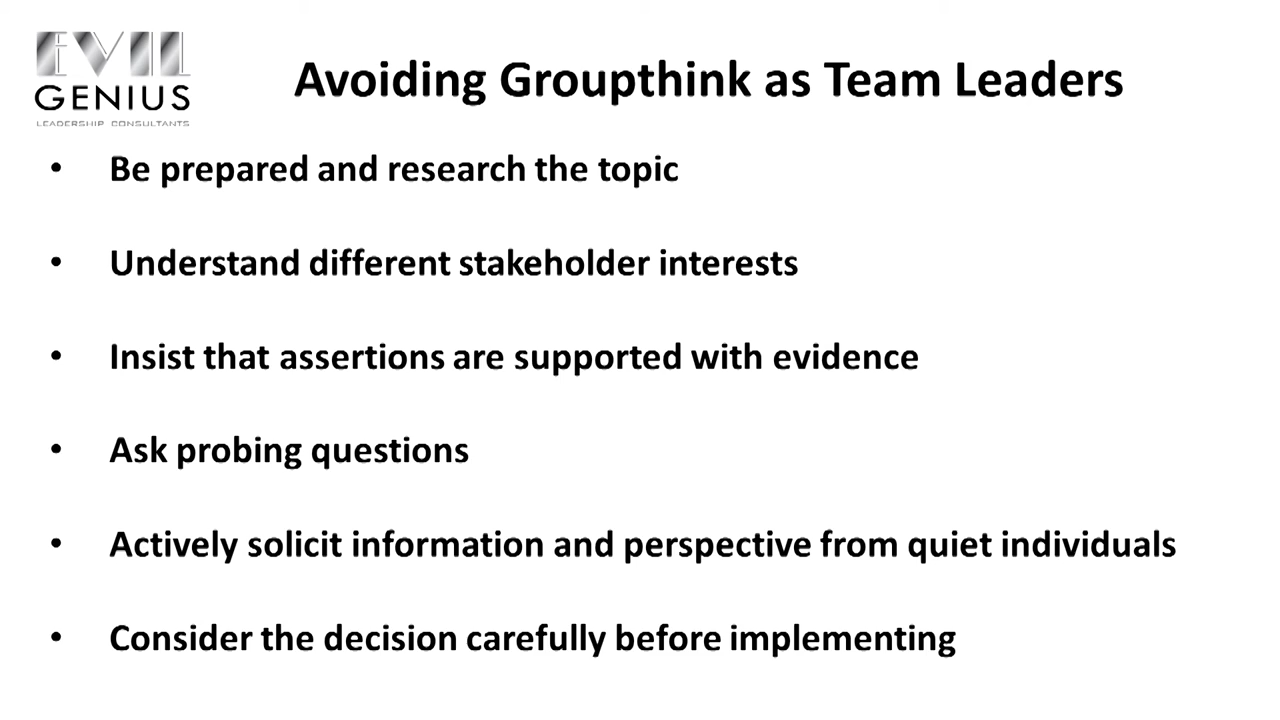 EVIL
GENIUS
LEADERSHIP CONSULTANTS
Avoiding Groupthink as Team Leaders
• Be prepared and research the topic
• Understand different stakeholder interests
• Insist that assertions are supported with evidence
• Ask probing questions
• Actively solicit information and perspective from quiet individuals
• Consider the decision carefully before implementing